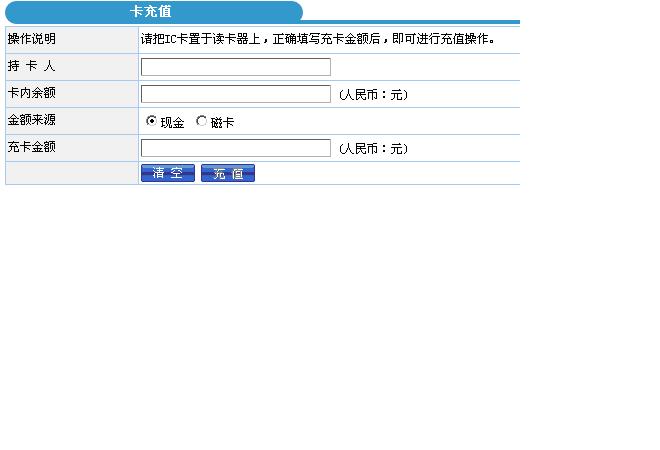 卡充值
操作说明 请把IC卡置于读卡器上，正确填写充卡金额后，即可进行充值操作。
持 卡 人
卡内余额 (人民币：元)
金额来源 现金 磁卡
充卡金额 (人民币：元)
清 空 充 值